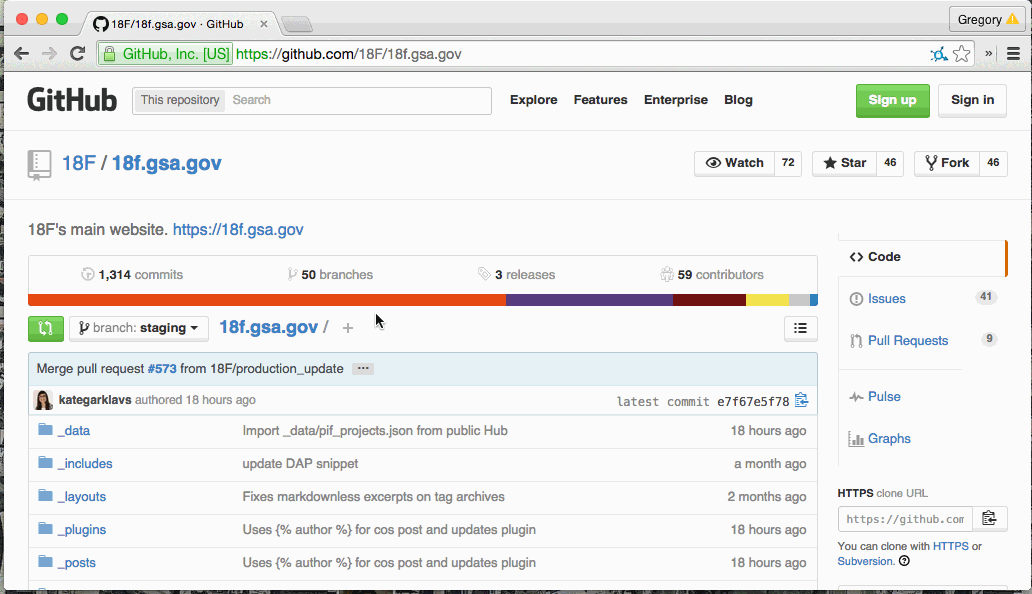 18F/18f.gsa.gov · GitHub
Gregory
GitHub, Inc. [US] https://github.com/18F/18f.gsa.gov
»
GitHub This repository Search Explore Features Enterprise Blog Sign up Sign in
18F / 18f.gsa.gov Watch 72 Star 46 Fork 46
18F's main website. https://18f.gsa.gov
1,314 commits 50 branches 3 releases 59 contributors
branch: staging 18f.gsa.gov / +
Merge pull request #573 from 18F/production_update ...
kategarklavs authored 18 hours ago latest commit e7f67e5f78
_data Import _data/pif_projects.json from public Hub 18 hours ago
_includes update DAP snippet a month ago
_layouts Fixes markdownless excerpts on tag archives 2 months ago
_plugins Uses {% author %} for cos post and updates plugin 18 hours ago
_posts Uses {% author %} for cos post and updates plugin 18 hours ago
Code
Issues 41
Pull Requests 9
Pulse
Graphs
HTTPS clone URL
https://github.com
You can clone with HTTPS or
Subversion.